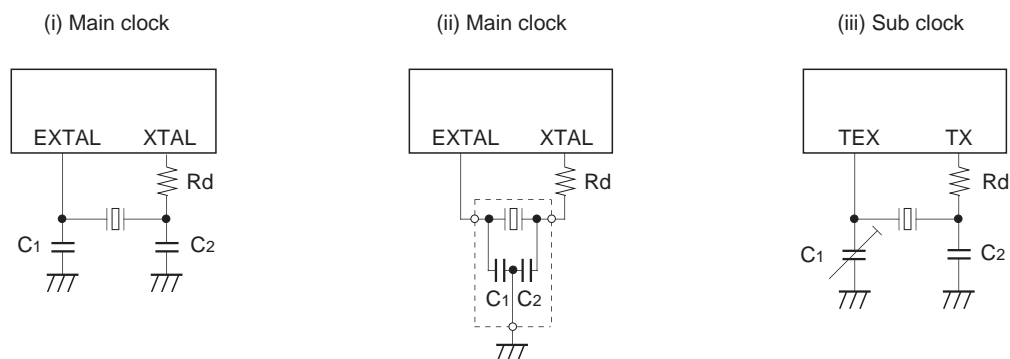 (i) Main clock
(ii) Main clock
(iii) Sub clock
EXTAL XTAL
EXTAL XTAL
TEX TX
Rd
Rd
Rd
C1
C2
C1 C2
C1
C2